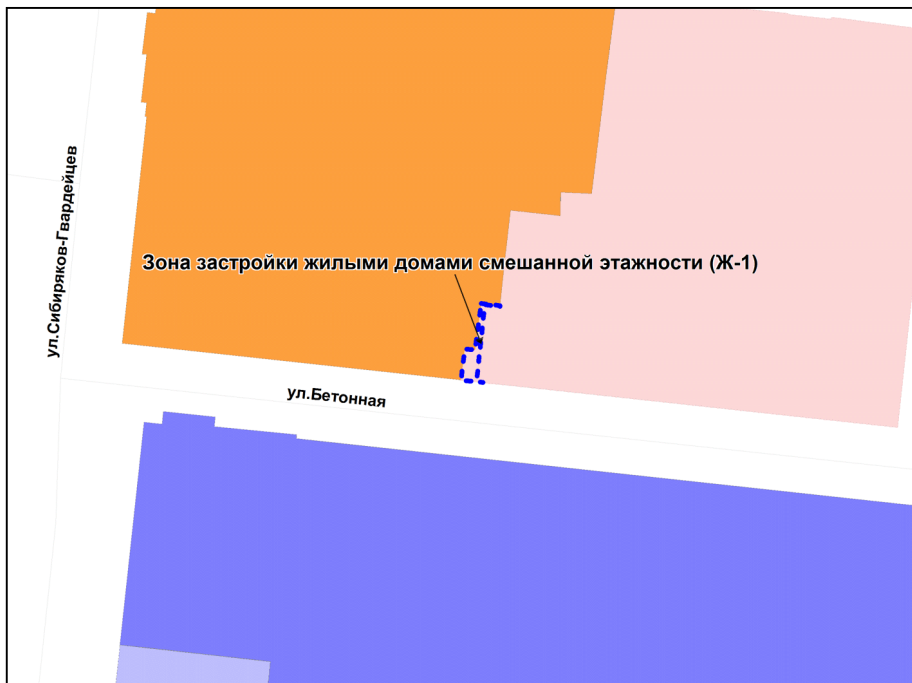 ул.Сибиряков-Гвардейцев
Зона застройки жилыми домами смешанной этажности (Ж-1)
ул.Бетонная